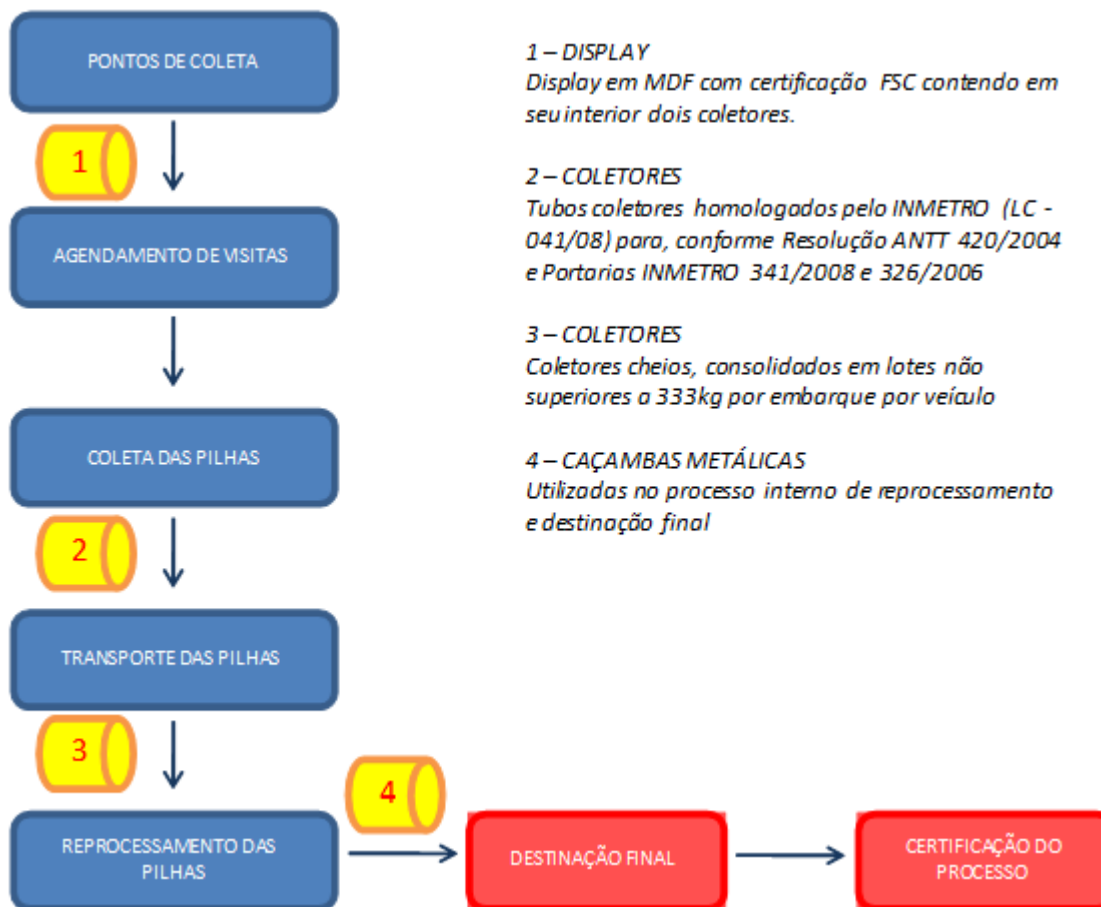 PONTOS DE COLETA
1
AGENDAMENTO DE VISITAS
COLETA DAS PILHAS
2
TRANSPORTE DAS PILHAS
3
REPROCESSAMENTO DAS
PILHAS
4
DESTINAÇÃO FINAL
CERTIFICAÇÃO DO
PROCESSO
1 – DISPLAY
Display em MDF com certificação FSC contendo em
seu interior dois coletores.
2 – COLETORES
Tubos coletores homologados pelo INMETRO (LC -
041/08) para, conforme Resolução ANTT 420/2004
e Portarias INMETRO 341/2008 e 326/2006
3 – COLETORES
Coletores cheios, consolidados em lotes não
superiores a 333kg por embarque por veículo
4 – CAÇAMBAS METÁLICAS
Utilizadas no processo interno de reprocessamento
e destinação final